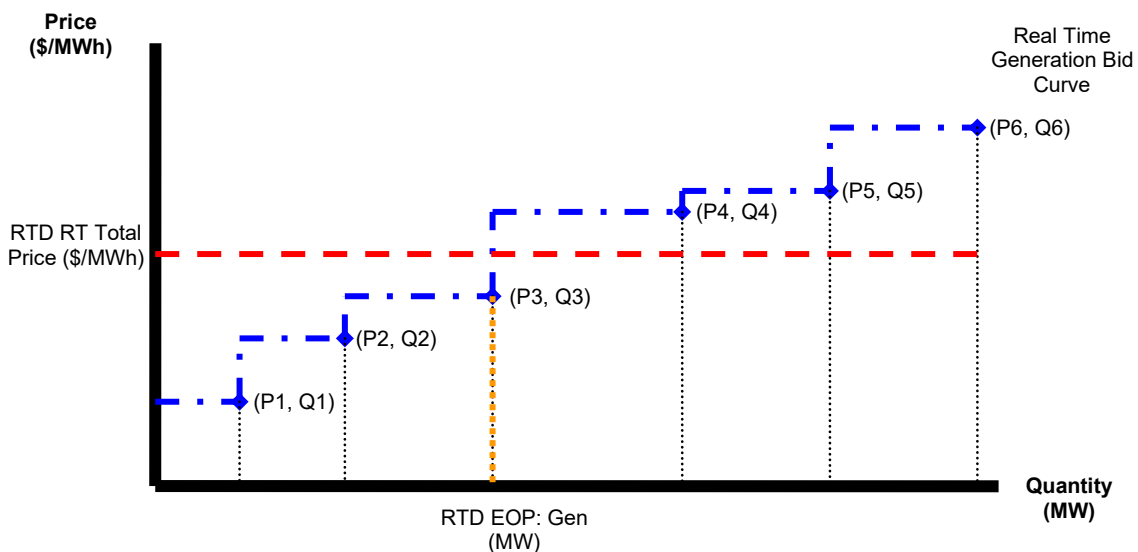 Price
($/MWh)
Real Time
Generation Bid
Curve
(P6, Q6)
(P5, Q5)
(P4, Q4)
RTD RT Total
Price ($/MWh)
(P3, Q3)
(P2, Q2)
(P1, Q1)
Quantity
(MW)
RTD EOP: Gen
(MW)